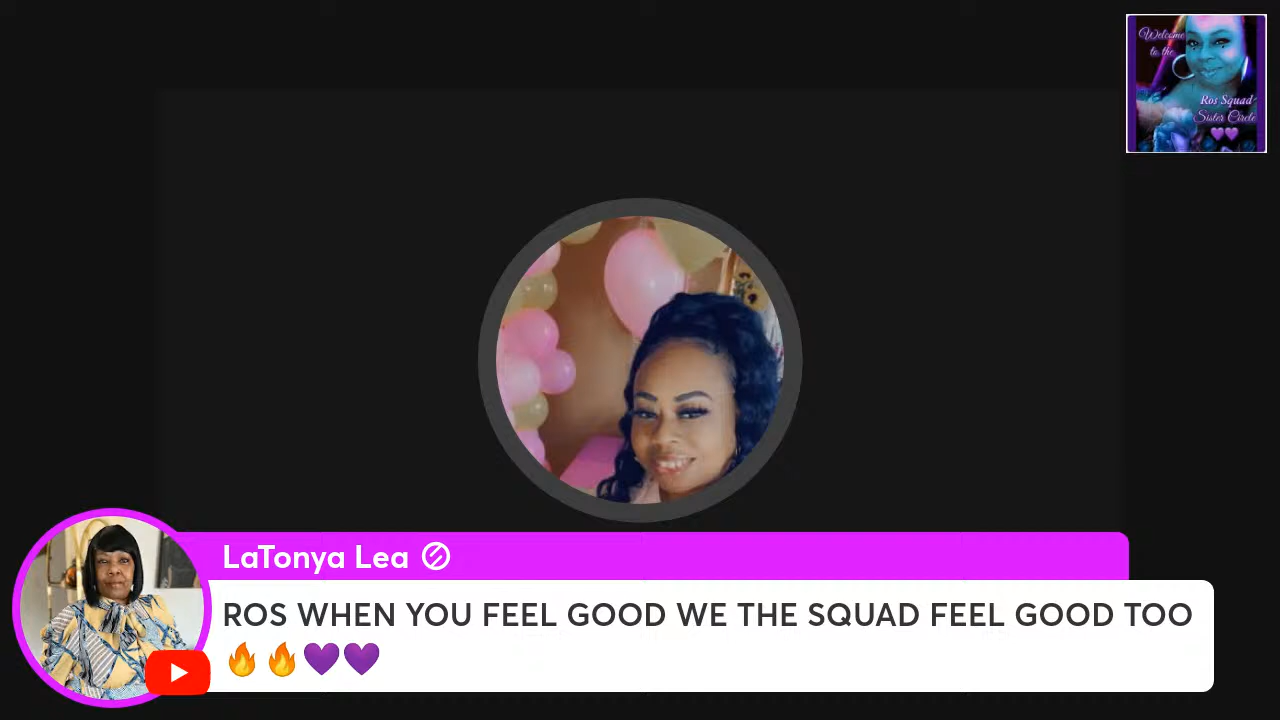 Welcome
to the
Ros Squad
Sister Circle
💜💜
LaTonya Lea
ROS WHEN YOU FEEL GOOD WE THE SQUAD FEEL GOOD TOO
🔥🔥💜💜